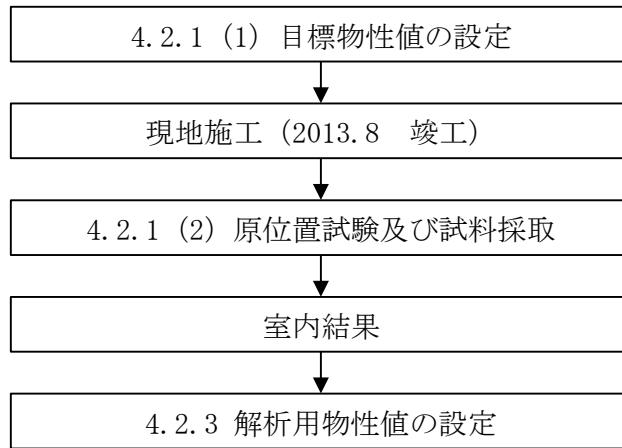 4.2.1 (1) 目標物性値の設定
現地施工 (2013.8　竣工)
4.2.1 (2) 原位置試験及び試料採取
室内結果
4.2.3 解析用物性値の設定